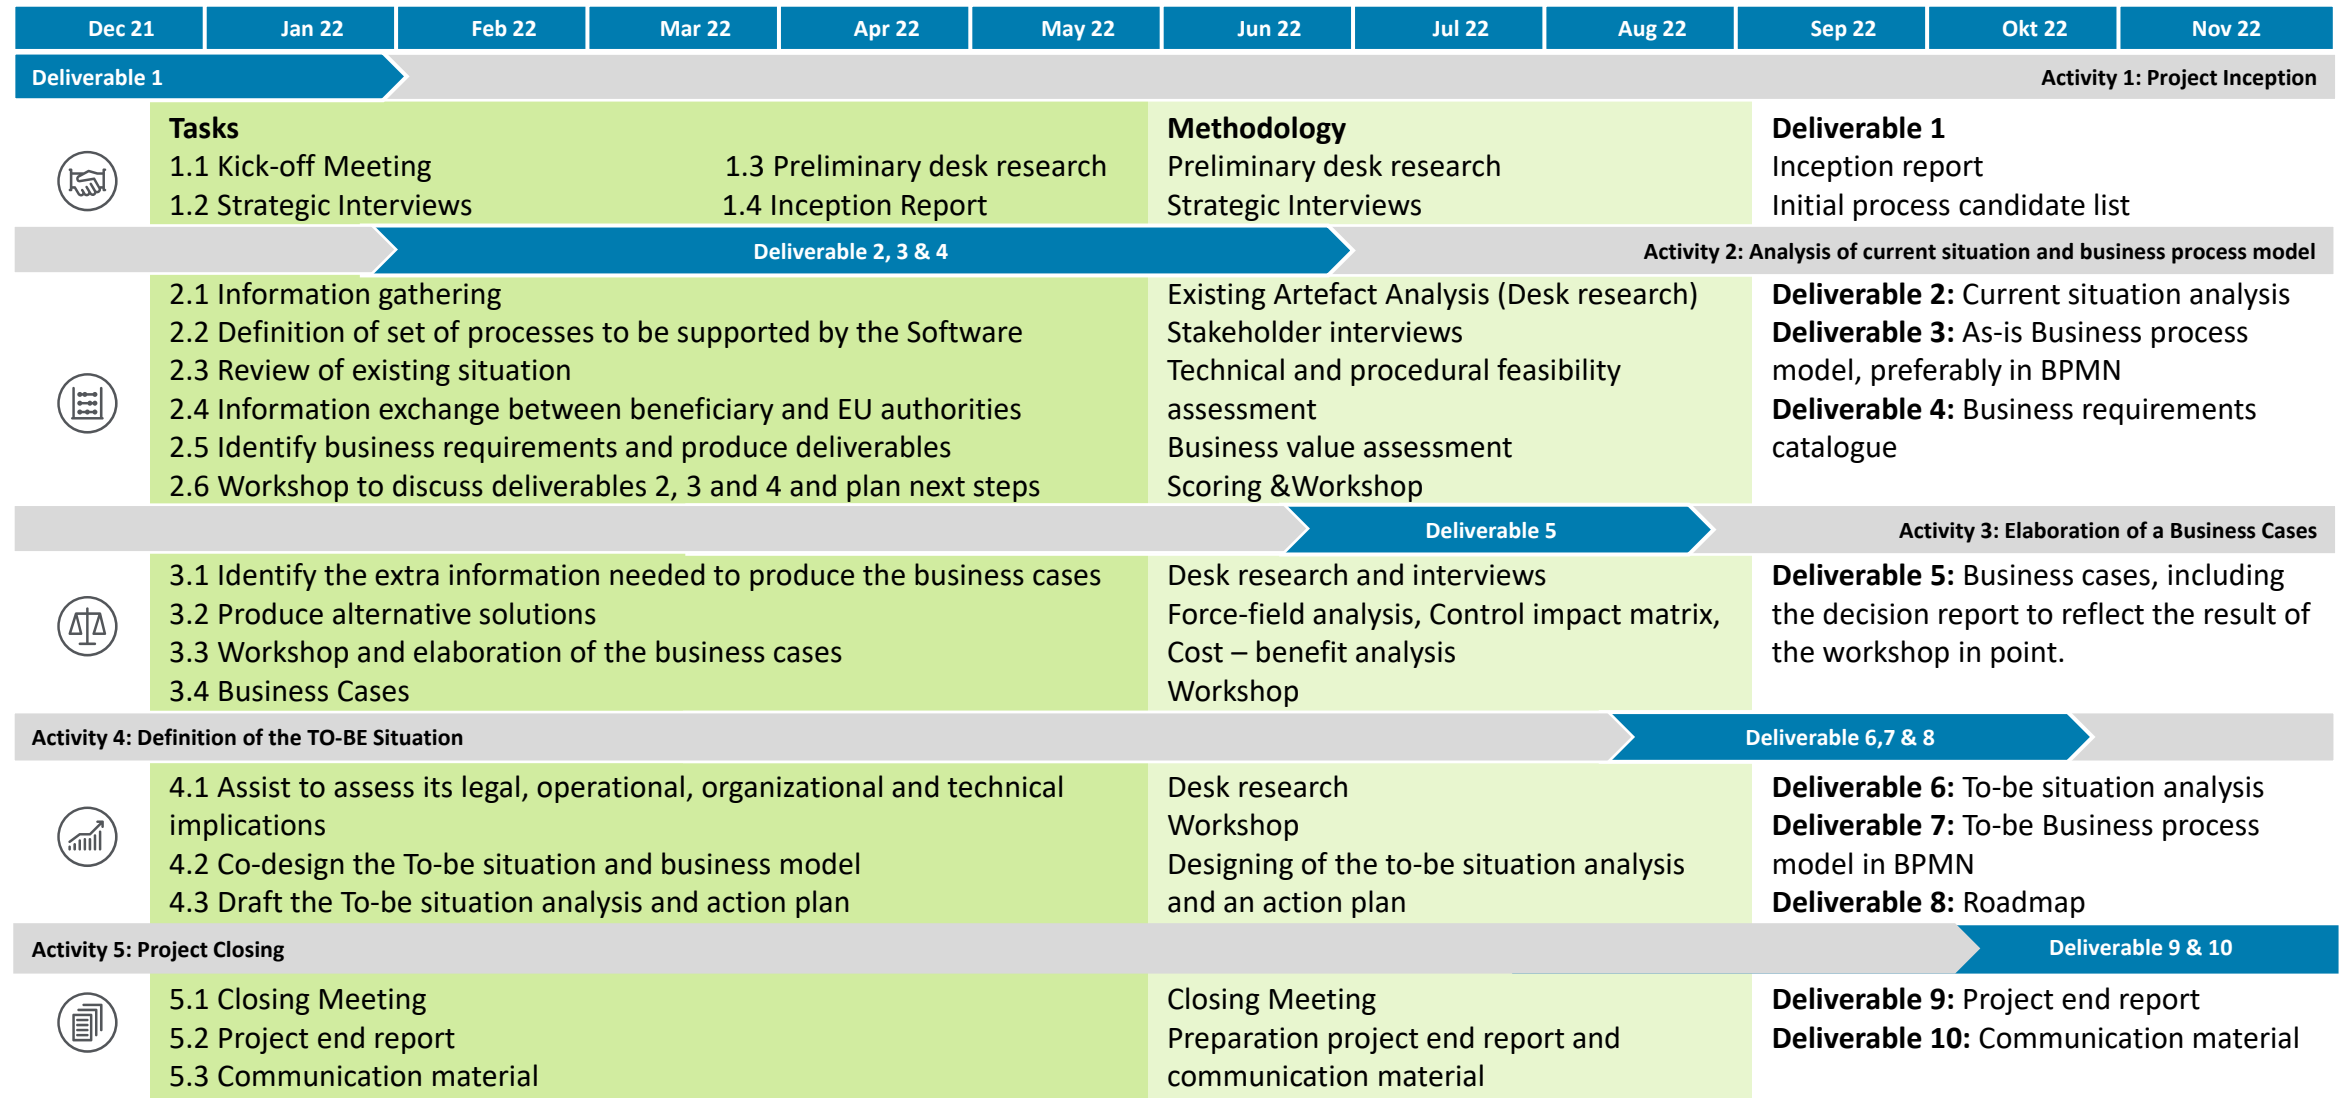 Dec 21 Jan 22 Feb 22 Mar 22 Apr 22 May 22 Jun 22 Jul 22 Aug 22 Sep 22 Okt 22 Nov 22
Deliverable 1
Activity 1: Project Inception
Tasks
1.1 Kick-off Meeting
1.2 Strategic Interviews
1.3 Preliminary desk research
1.4 Inception Report
Methodology
Preliminary desk research
Strategic Interviews
Deliverable 1
Inception report
Initial process candidate list
Deliverable 2, 3 & 4
Activity 2: Analysis of current situation and business process model
2.1 Information gathering
2.2 Definition of set of processes to be supported by the Software
2.3 Review of existing situation
2.4 Information exchange between beneficiary and EU authorities
2.5 Identify business requirements and produce deliverables
2.6 Workshop to discuss deliverables 2, 3 and 4 and plan next steps
Existing Artefact Analysis (Desk research)
Stakeholder interviews
Technical and procedural feasibility
assessment
Business value assessment
Scoring &Workshop
Deliverable 2: Current situation analysis
Deliverable 3: As-is Business process
model, preferably in BPMN
Deliverable 4: Business requirements
catalogue
Deliverable 5
Activity 3: Elaboration of a Business Cases
3.1 Identify the extra information needed to produce the business cases
3.2 Produce alternative solutions
3.3 Workshop and elaboration of the business cases
3.4 Business Cases
Desk research and interviews
Force-field analysis, Control impact matrix,
Cost – benefit analysis
Workshop
Deliverable 5: Business cases, including
the decision report to reflect the result of
the workshop in point.
Activity 4: Definition of the TO-BE Situation
Deliverable 6,7 & 8
4.1 Assist to assess its legal, operational, organizational and technical
implications
4.2 Co-design the To-be situation and business model
4.3 Draft the To-be situation analysis and action plan
Desk research
Workshop
Designing of the to-be situation analysis
and an action plan
Deliverable 6: To-be situation analysis
Deliverable 7: To-be Business process
model in BPMN
Deliverable 8: Roadmap
Activity 5: Project Closing
Deliverable 9 & 10
5.1 Closing Meeting
5.2 Project end report
5.3 Communication material
Closing Meeting
Preparation project end report and
communication material
Deliverable 9: Project end report
Deliverable 10: Communication material